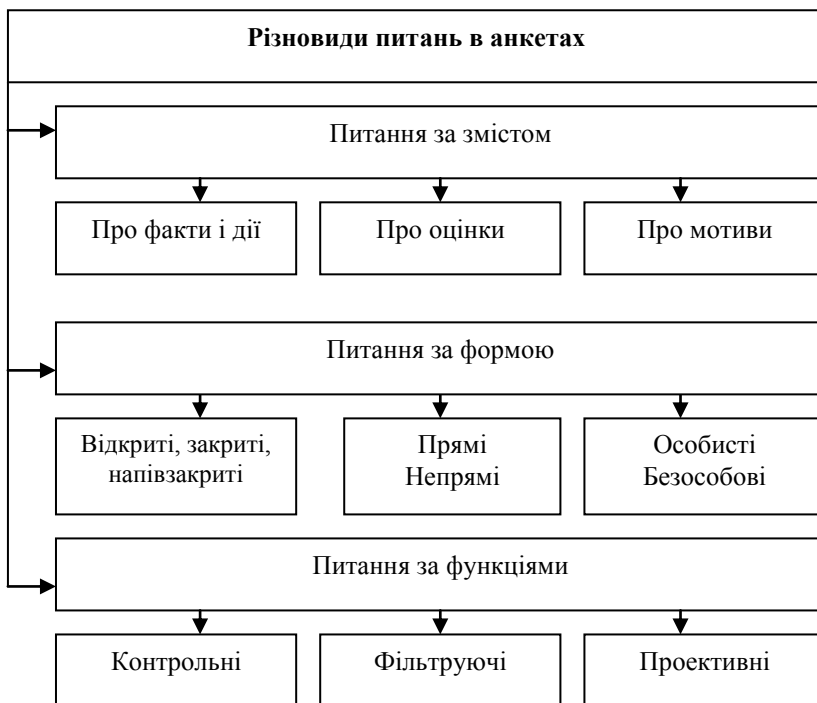 Різновиди питань в анкетах
Питання за змістом
Про факти і дії
Про оцінки
Про мотиви
Питання за формою
Відкриті, закриті,
напівзакриті
Прямі
Непрямі
Особисті
Безособові
Питання за функціями
Контрольні
Фільтруючі
Проективні